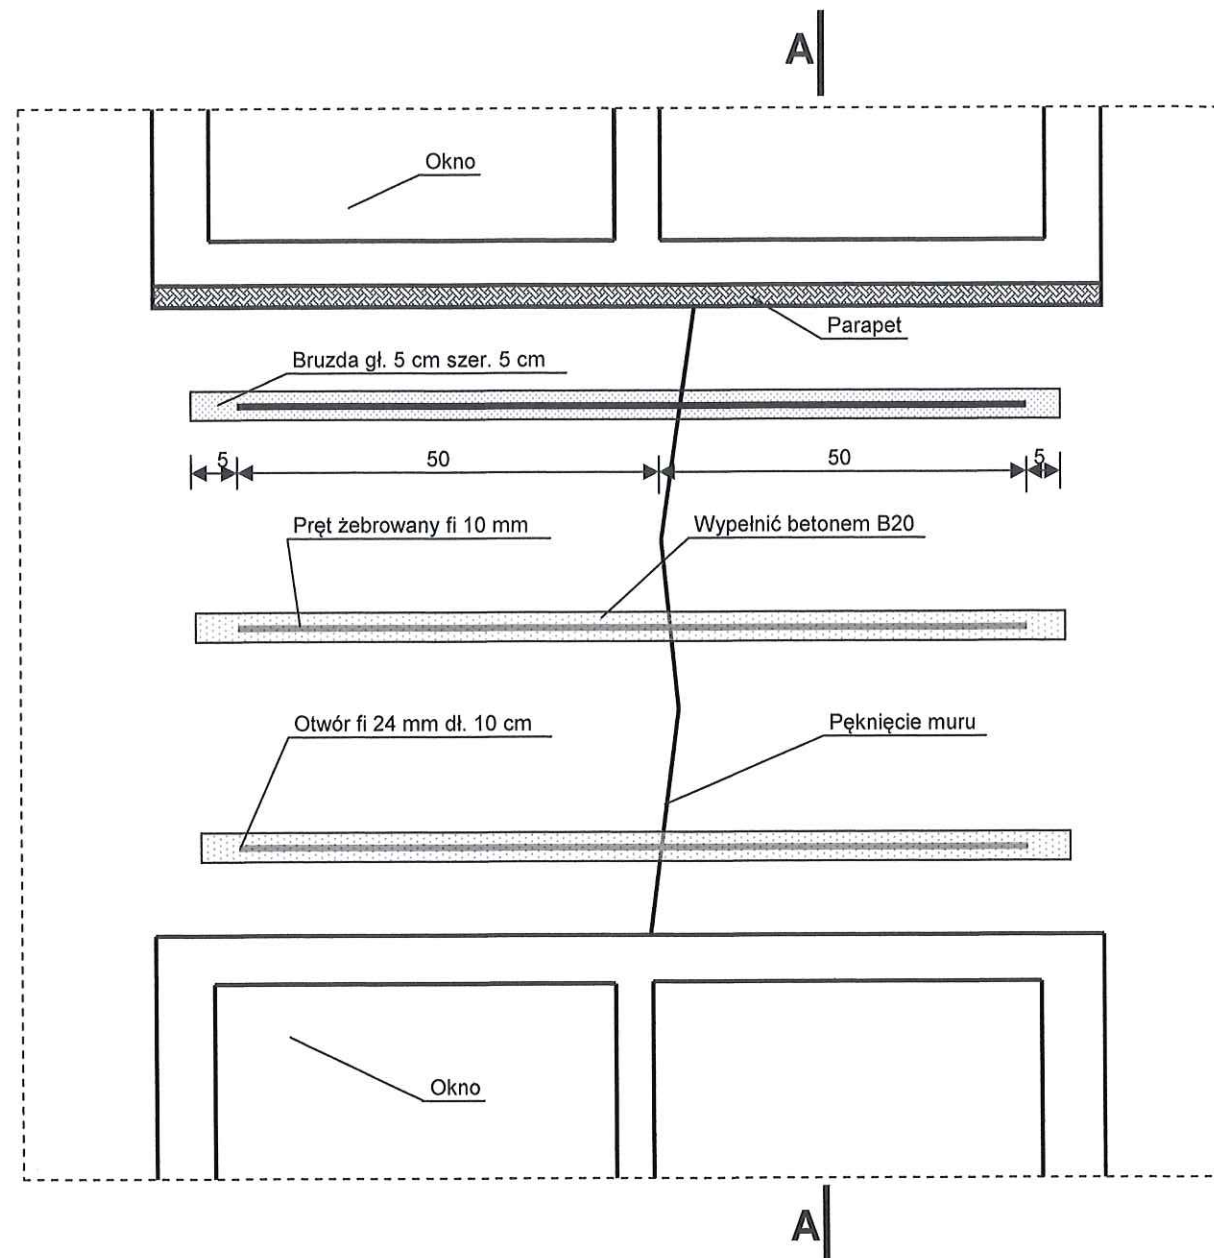 A
Okno
Parapet
Bruzda gł. 5 cm szer. 5 cm
5 50 50 5
Pręt żebrowany fi 10 mm
Wypełnić betonem B20
Otwór fi 24 mm dł. 10 cm
Pęknięcie muru
Okno
A